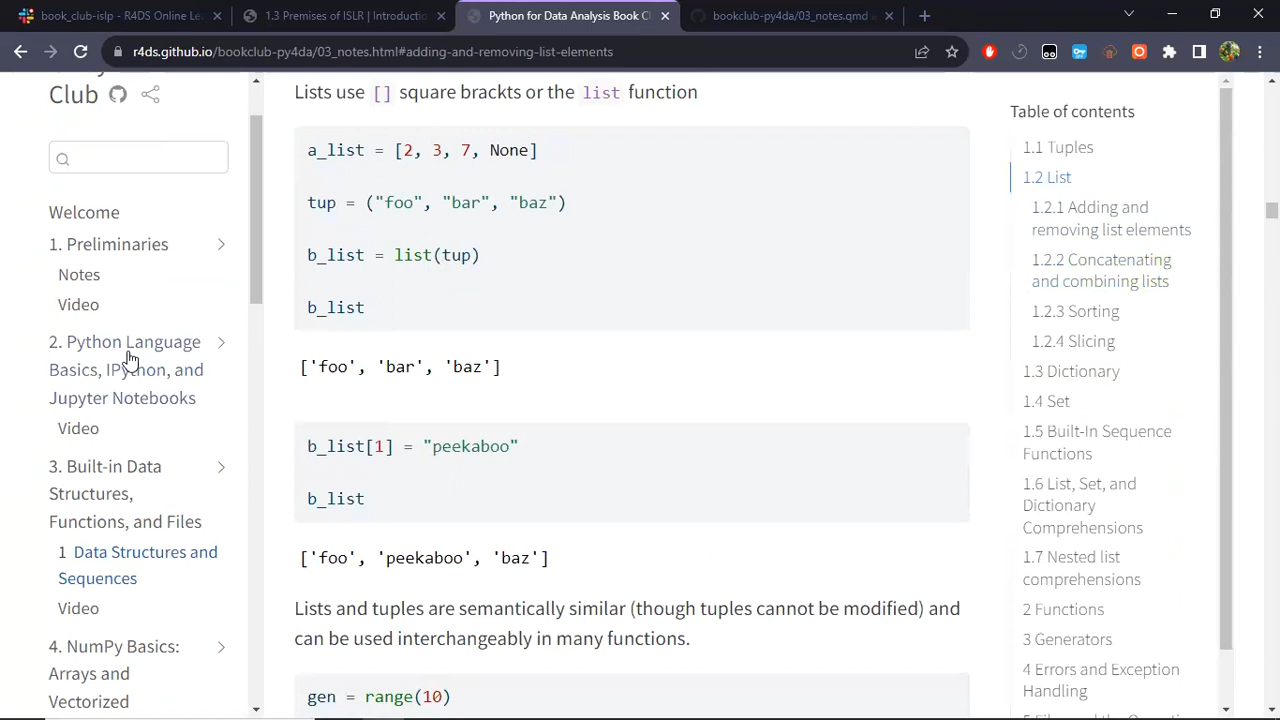 book_club-islp - R4DS Online Le
1.3 Premises of ISLR | Introductio
Python for Data Analysis Book Cl
bookclub-py4da/03_notes.qmd a
r4ds.github.io/bookclub-py4da/03_notes.html#adding-and-removing-list-elements
Club
Welcome
1. Preliminaries
Notes
Video
2. Python Language
Basics, IPython, and
Jupyter Notebooks
Video
3. Built-in Data
Structures,
Functions, and Files
1 Data Structures and
Sequences
Video
4. NumPy Basics:
Arrays and
Vectorized
Lists use [] square brackts or the list function
a_list = [2, 3, 7, None]
tup = ("foo", "bar", "baz")
b_list = list(tup)
b_list
['foo', 'bar', 'baz']
b_list[1] = "peekaboo"
b_list
['foo', 'peekaboo', 'baz']
Lists and tuples are semantically similar (though tuples cannot be modified) and
can be used interchangeably in many functions.
gen = range(10)
Table of contents
1.1 Tuples
1.2 List
1.2.1 Adding and
removing list elements
1.2.2 Concatenating
and combining lists
1.2.3 Sorting
1.2.4 Slicing
1.3 Dictionary
1.4 Set
1.5 Built-In Sequence
Functions
1.6 List, Set, and
Dictionary
Comprehensions
1.7 Nested list
comprehensions
2 Functions
3 Generators
4 Errors and Exception
Handling